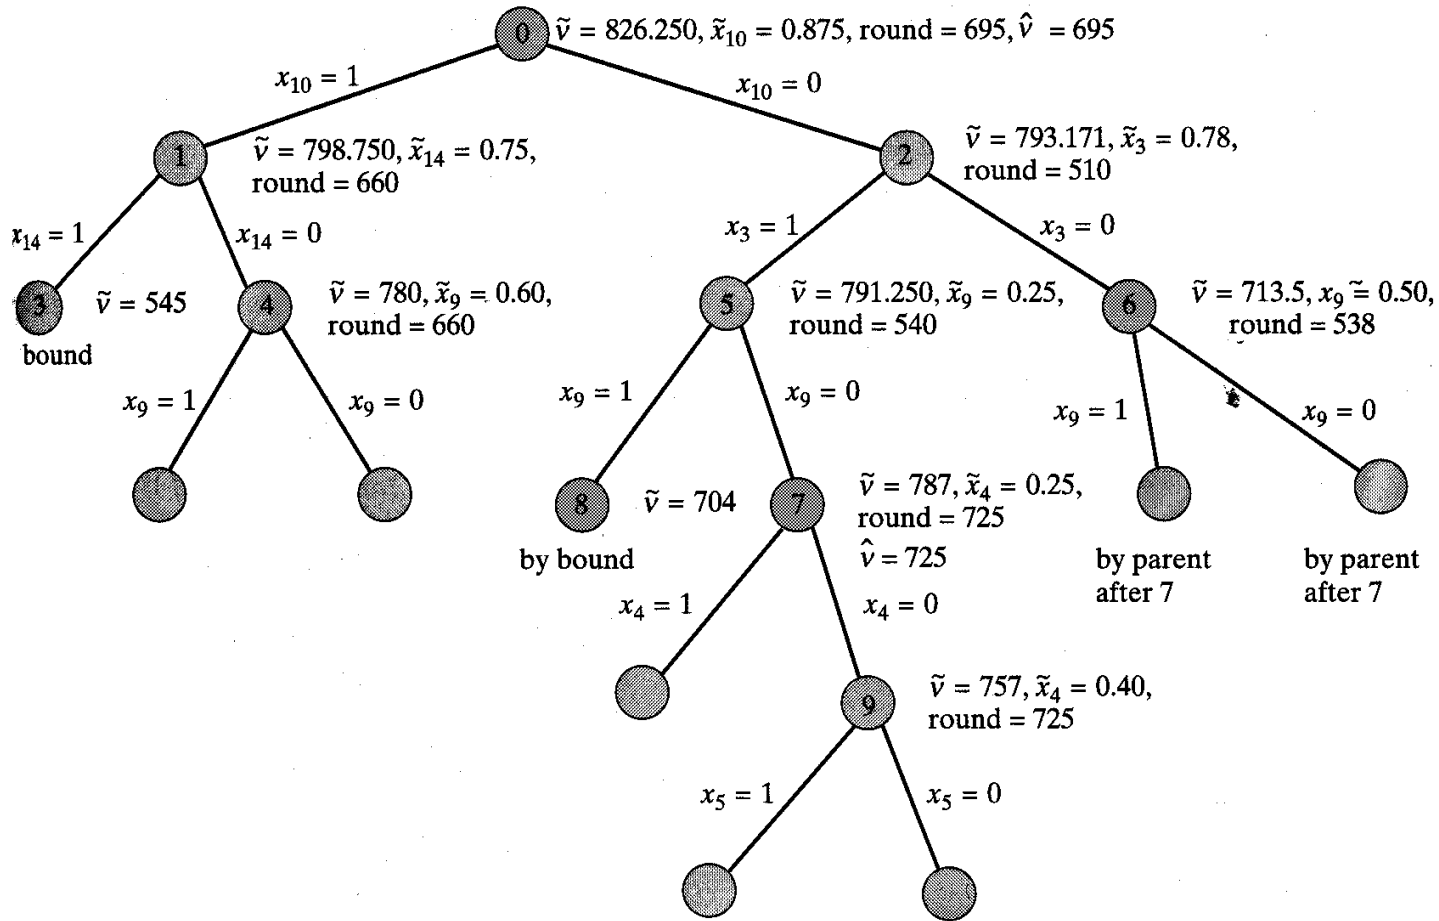 0 ṽ = 826.250, x̃₁₀ = 0.875, round = 695, v̂ = 695
x₁₀ = 1
x₁₀ = 0
1 ṽ = 798.750, x̃₁₄ = 0.75,
round = 660
2 ṽ = 793.171, x̃₃ = 0.78,
round = 510
x₁₄ = 1
x₁₄ = 0
x₃ = 1
x₃ = 0
3 ṽ = 545
bound
4 ṽ = 780, x̃₉ = 0.60,
round = 660
5 ṽ = 791.250, x̃₉ = 0.25,
round = 540
6 ṽ = 713.5, x₉ ≃ 0.50,
round = 538
x₉ = 1
x₉ = 0
x₉ = 1
x₉ = 0
x₉ = 1
x₉ = 0
8 ṽ = 704
by bound
7 ṽ = 787, x̃₄ = 0.25,
round = 725
v̂ = 725
by parent
after 7
by parent
after 7
x₄ = 1
x₄ = 0
9 ṽ = 757, x̃₄ = 0.40,
round = 725
x₅ = 1
x₅ = 0